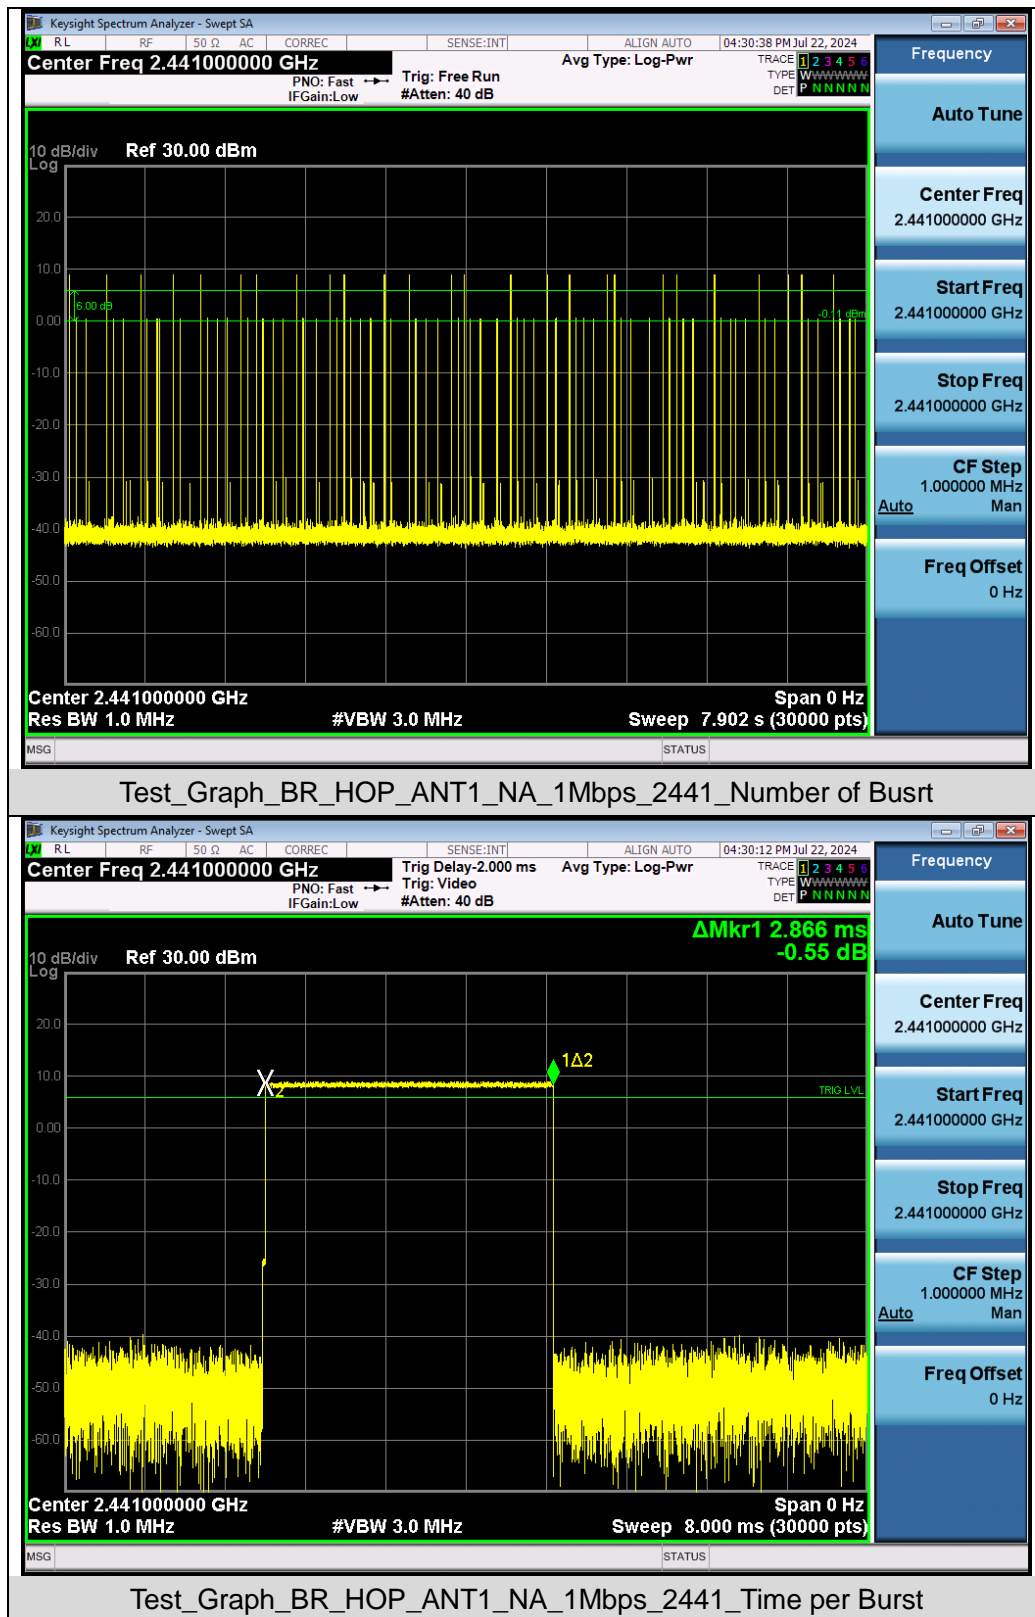 Keysight Spectrum Analyzer - Swept SA
LXI RL RF 50 Ω AC CORREC SENSE:INT ALIGN AUTO 04:30:38 PM Jul 22, 2024
Center Freq 2.441000000 GHz
PNO: Fast
IFGain:Low
Trig: Free Run
#Atten: 40 dB
Avg Type: Log-Pwr
TRACE 1 2 3 4 5 6
TYPE W W W W W W
DET P N N N N N
10 dB/div Ref 30.00 dBm
Log
20.0
10.0
6.00 dB
0.00
-0.11 dBm
-10.0
-20.0
-30.0
-40.0
-50.0
-60.0
Center 2.441000000 GHz Span 0 Hz
Res BW 1.0 MHz #VBW 3.0 MHz Sweep 7.902 s (30000 pts)
MSG STATUS
Frequency
Auto Tune
Center Freq
2.441000000 GHz
Start Freq
2.441000000 GHz
Stop Freq
2.441000000 GHz
CF Step
1.000000 MHz
Auto Man
Freq Offset
0 Hz
Test_Graph_BR_HOP_ANT1_NA_1Mbps_2441_Number of Busrt
Keysight Spectrum Analyzer - Swept SA
LXI RL RF 50 Ω AC CORREC SENSE:INT ALIGN AUTO 04:30:12 PM Jul 22, 2024
Center Freq 2.441000000 GHz
PNO: Fast
IFGain:Low
Trig Delay-2.000 ms
Trig: Video
#Atten: 40 dB
Avg Type: Log-Pwr
TRACE 1 2 3 4 5 6
TYPE W W W W W W
DET P N N N N N
ΔMkr1 2.866 ms
-0.55 dB
10 dB/div Ref 30.00 dBm
Log
20.0
1Δ2
10.0
2
TRIG LVL
0.00
-10.0
-20.0
-30.0
-40.0
-50.0
-60.0
Center 2.441000000 GHz Span 0 Hz
Res BW 1.0 MHz #VBW 3.0 MHz Sweep 8.000 ms (30000 pts)
MSG STATUS
Frequency
Auto Tune
Center Freq
2.441000000 GHz
Start Freq
2.441000000 GHz
Stop Freq
2.441000000 GHz
CF Step
1.000000 MHz
Auto Man
Freq Offset
0 Hz
Test_Graph_BR_HOP_ANT1_NA_1Mbps_2441_Time per Burst